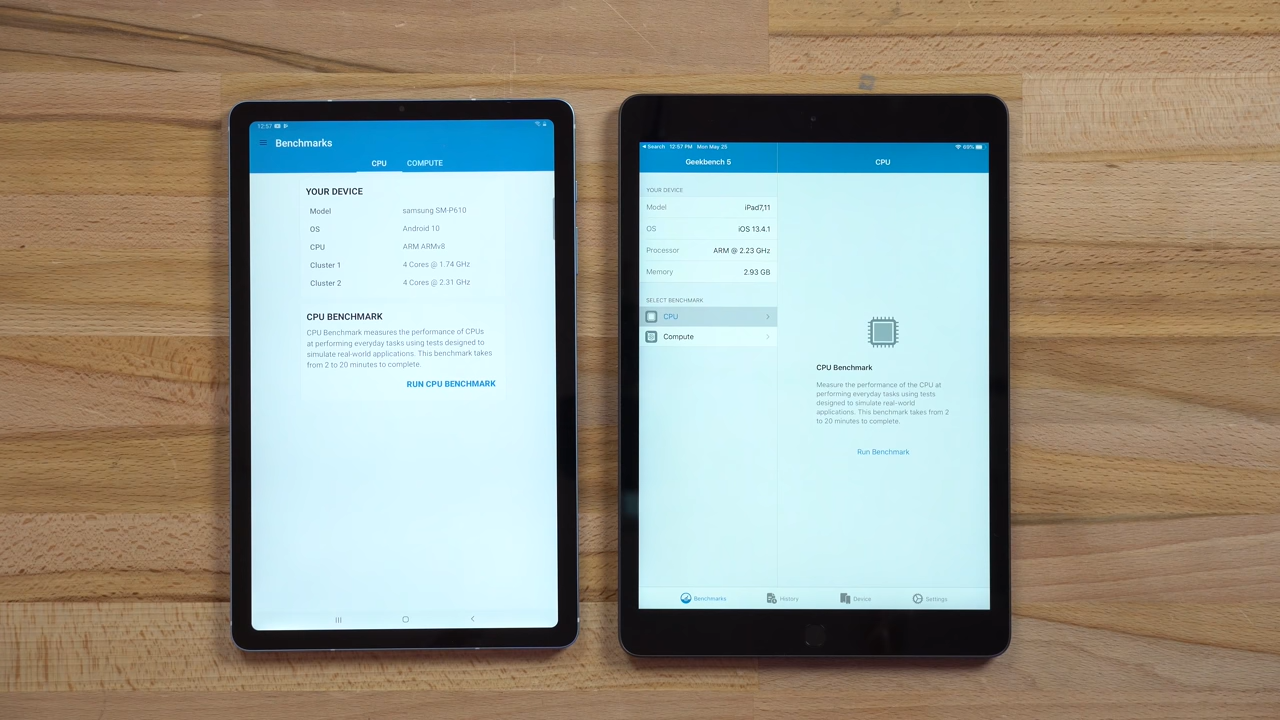 12:57
Benchmarks
CPU COMPUTE
YOUR DEVICE
Model samsung SM-P610
OS Android 10
CPU ARM ARMv8
Cluster 1 4 Cores @ 1.74 GHz
Cluster 2 4 Cores @ 2.31 GHz
CPU BENCHMARK
CPU Benchmark measures the performance of CPUs
at performing everyday tasks using tests designed to
simulate real-world applications. This benchmark takes
from 2 to 20 minutes to complete.
RUN CPU BENCHMARK
Search 12:57 PM Mon May 25 69%
Geekbench 5
CPU
YOUR DEVICE
Model iPad7,11
OS iOS 13.4.1
Processor ARM @ 2.23 GHz
Memory 2.93 GB
SELECT BENCHMARK
CPU
Compute
CPU Benchmark
Measure the performance of the CPU at
performing everyday tasks using tests
designed to simulate real-world
applications. This benchmark takes from 2
to 20 minutes to complete.
Run Benchmark
Benchmarks History Device Settings